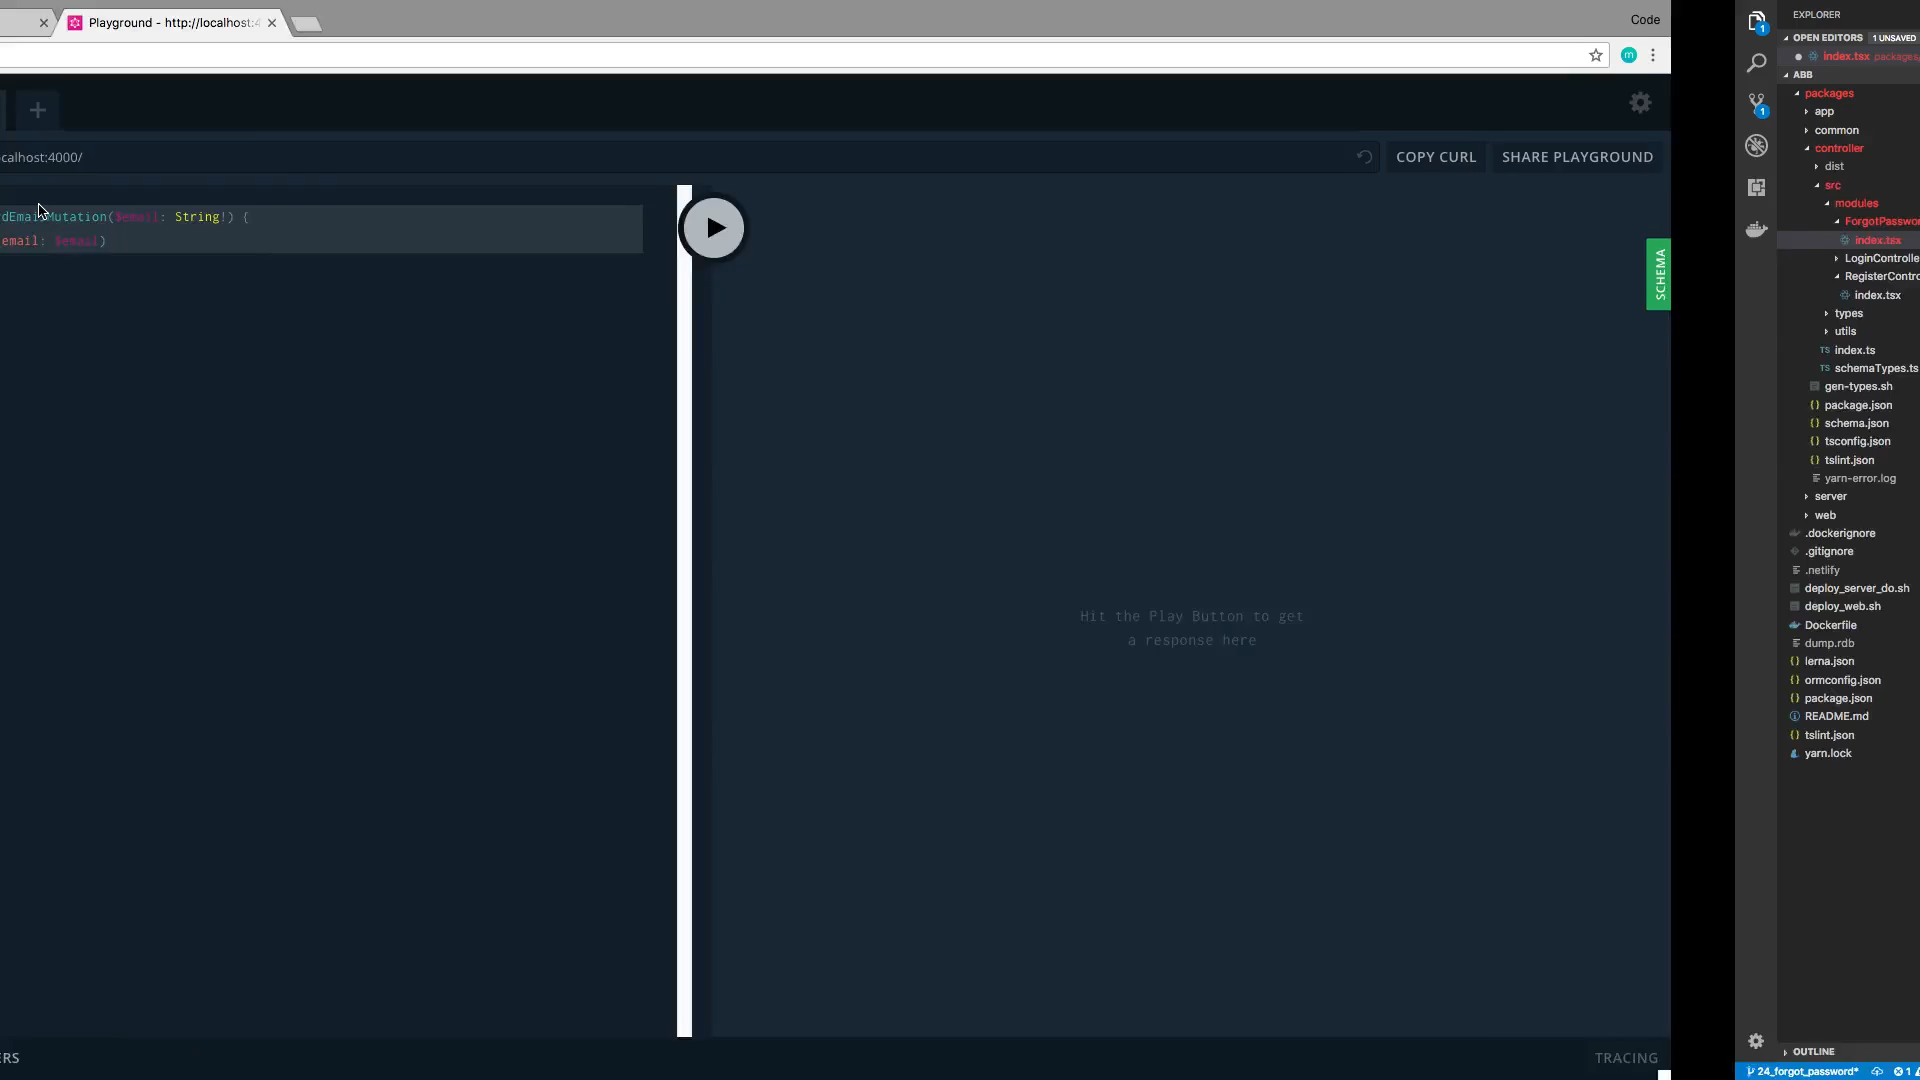 Playground - http://localhost:4
Code
m
+
calhost:4000/
COPY CURL
SHARE PLAYGROUND
dEmailMutation($email: String!) {
email: $email)
SCHEMA
Hit the Play Button to get
a response here
ERS
TRACING
EXPLORER
OPEN EDITORS 1 UNSAVED
index.tsx packages/
ABB
packages
app
common
controller
dist
src
modules
ForgotPasswor
index.tsx
LoginControlle
RegisterContro
index.tsx
types
utils
TS index.ts
TS schemaTypes.ts
gen-types.sh
{} package.json
{} schema.json
{} tsconfig.json
{} tslint.json
yarn-error.log
server
web
.dockerignore
.gitignore
.netlify
deploy_server_do.sh
deploy_web.sh
Dockerfile
dump.rdb
{} lerna.json
{} ormconfig.json
{} package.json
README.md
{} tslint.json
yarn.lock
1
1
OUTLINE
24_forgot_password* 1